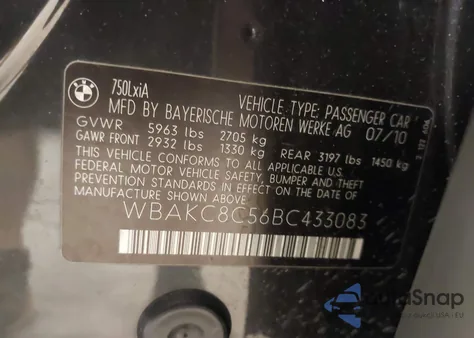 BMW
750LxiA
MFD BY BAYERISCHE MOTOREN WERKE AG 07/10
VEHICLE TYPE: PASSENGER CAR
GVWR 5963 lbs 2705 kg
GAWR FRONT 2932 lbs 1330 kg REAR 3197 lbs 1450 kg
THIS VEHICLE CONFORMS TO ALL APPLICABLE U.S.
FEDERAL MOTOR VEHICLE SAFETY, BUMPER AND THEFT
PREVENTION STANDARDS IN EFFECT ON THE DATE OF
MANUFACTURE SHOWN ABOVE.
WBAKC8C56BC433083
AutoSnap